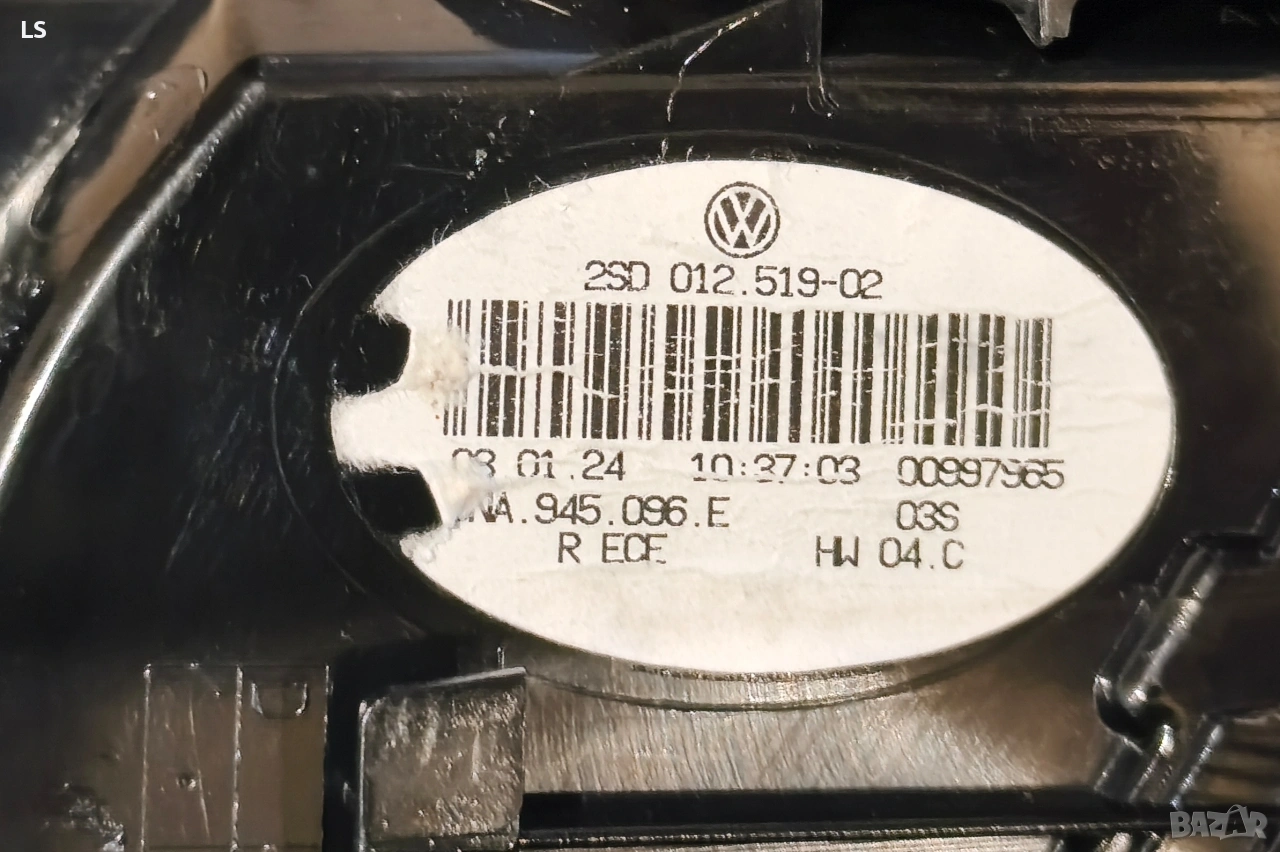 LS
2SD 012.519-02
01.24 10:37:03 00997965
NA.945.096.E 03S
R ECE HW 04.C
BAZAR